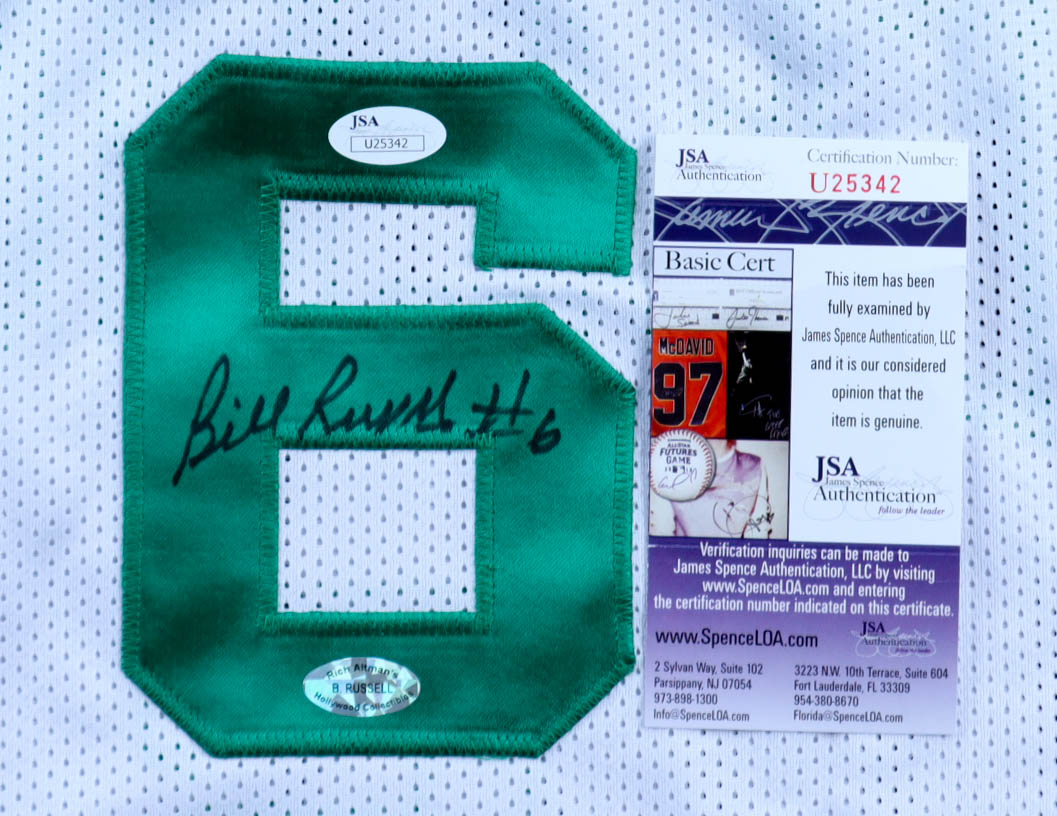 JSA
U25342
Bill Russell #6
Rich Altman's
B. RUSSELL
Hollywood Collectible
JSA
James Spence
Authentication
Certification Number:
U25342
Basic Cert
McDAVID
97
ALL-STAR
FUTURES
GAME
This item has been
fully examined by
James Spence Authentication, LLC
and it is our considered
opinion that the
item is genuine.
JSA
James Spence
Authentication
follow the leader
Verification inquiries can be made to
James Spence Authentication, LLC by visiting
www.SpenceLOA.com and entering
the certification number indicated on this certificate.
JSA
Authentication
www.SpenceLOA.com
2 Sylvan Way, Suite 102
Parsippany, NJ 07054
973-898-1300
Info@SpenceLOA.com
3223 N.W. 10th Terrace, Suite 604
Fort Lauderdale, FL 33309
954-380-8670
Florida@SpenceLOA.com